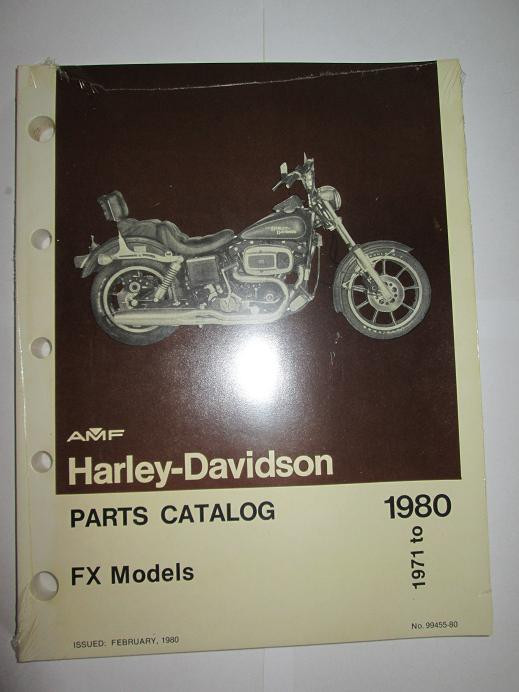 AMF
Harley-Davidson
PARTS CATALOG
1980
1971 to
FX Models
No. 99455-80
ISSUED: FEBRUARY, 1980